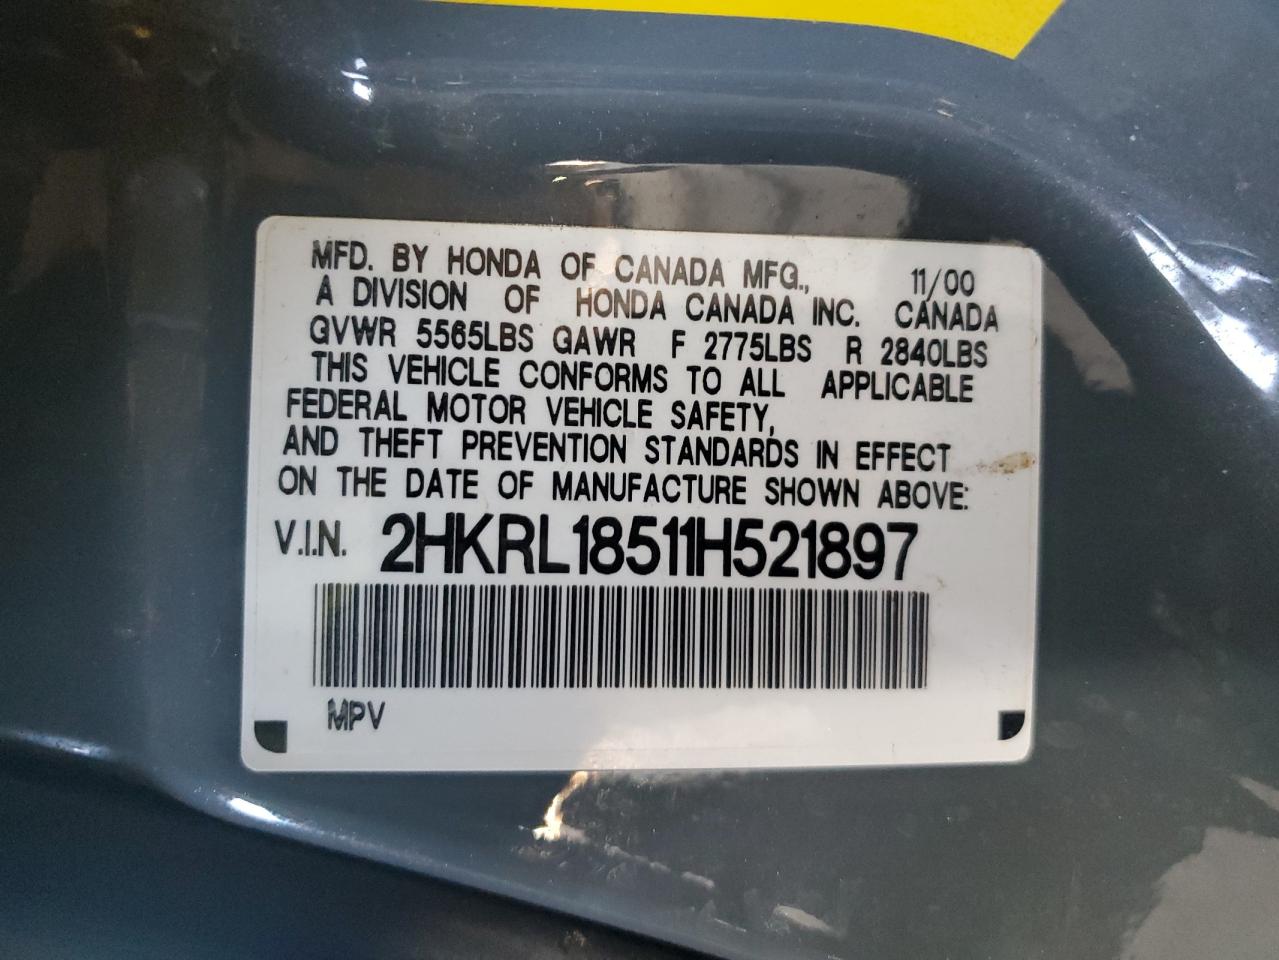 MFD. BY HONDA OF CANADA MFG., 11/00
A DIVISION OF HONDA CANADA INC. CANADA
GVWR 5565LBS GAWR F 2775LBS R 2840LBS
THIS VEHICLE CONFORMS TO ALL APPLICABLE
FEDERAL MOTOR VEHICLE SAFETY,
AND THEFT PREVENTION STANDARDS IN EFFECT
ON THE DATE OF MANUFACTURE SHOWN ABOVE:
V.I.N. 2HKRL18511H521897
MPV